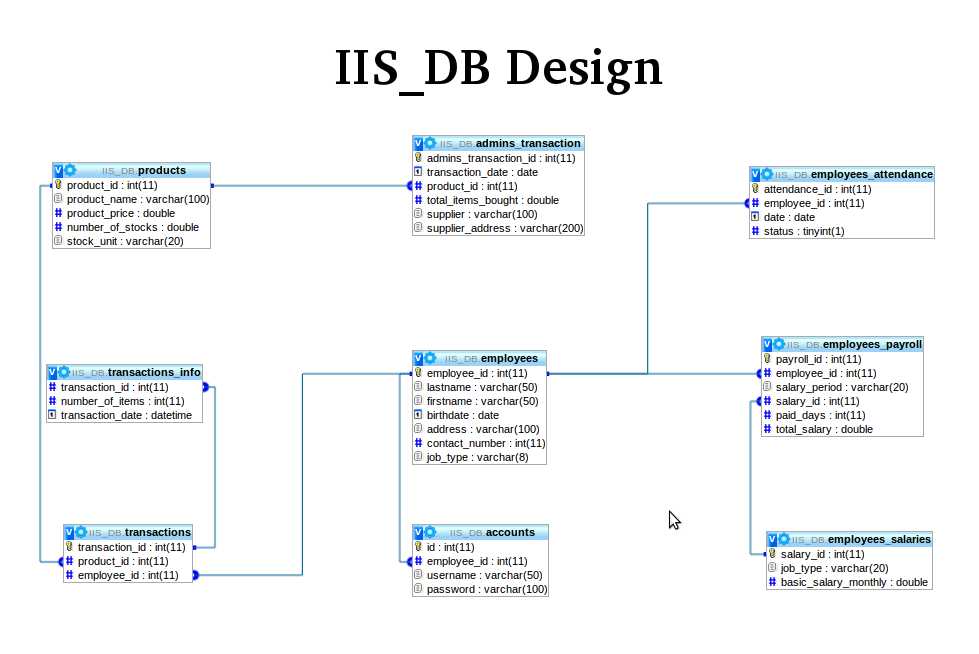 IIS_DB Design
IIS_DB.products
product_id : int(11)
product_name : varchar(100)
product_price : double
number_of_stocks : double
stock_unit : varchar(20)
IIS_DB.admins_transaction
admins_transaction_id : int(11)
transaction_date : date
product_id : int(11)
total_items_bought : double
supplier : varchar(100)
supplier_address : varchar(200)
IIS_DB.employees_attendance
attendance_id : int(11)
employee_id : int(11)
date : date
status : tinyint(1)
IIS_DB.transactions_info
transaction_id : int(11)
number_of_items : int(11)
transaction_date : datetime
IIS_DB.employees
employee_id : int(11)
lastname : varchar(50)
firstname : varchar(50)
birthdate : date
address : varchar(100)
contact_number : int(11)
job_type : varchar(8)
IIS_DB.employees_payroll
payroll_id : int(11)
employee_id : int(11)
salary_period : varchar(20)
salary_id : int(11)
paid_days : int(11)
total_salary : double
IIS_DB.transactions
transaction_id : int(11)
product_id : int(11)
employee_id : int(11)
IIS_DB.accounts
id : int(11)
employee_id : int(11)
username : varchar(50)
password : varchar(100)
IIS_DB.employees_salaries
salary_id : int(11)
job_type : varchar(20)
basic_salary_monthly : double